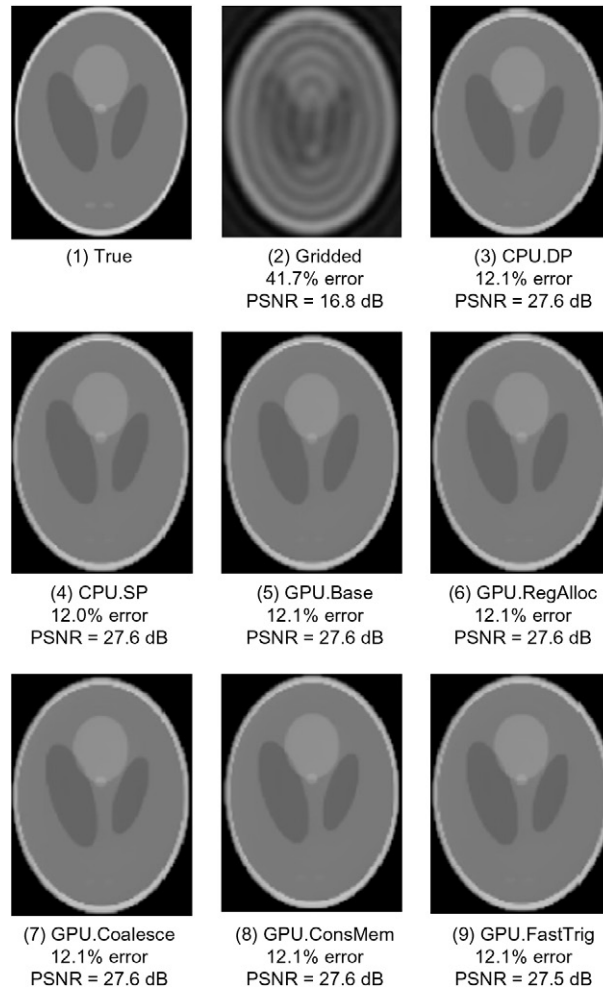 (1) True
(2) Gridded
41.7% error
PSNR = 16.8 dB
(3) CPU.DP
12.1% error
PSNR = 27.6 dB
(4) CPU.SP
12.0% error
PSNR = 27.6 dB
(5) GPU.Base
12.1% error
PSNR = 27.6 dB
(6) GPU.RegAlloc
12.1% error
PSNR = 27.6 dB
(7) GPU.Coalesce
12.1% error
PSNR = 27.6 dB
(8) GPU.ConsMem
12.1% error
PSNR = 27.6 dB
(9) GPU.FastTrig
12.1% error
PSNR = 27.5 dB